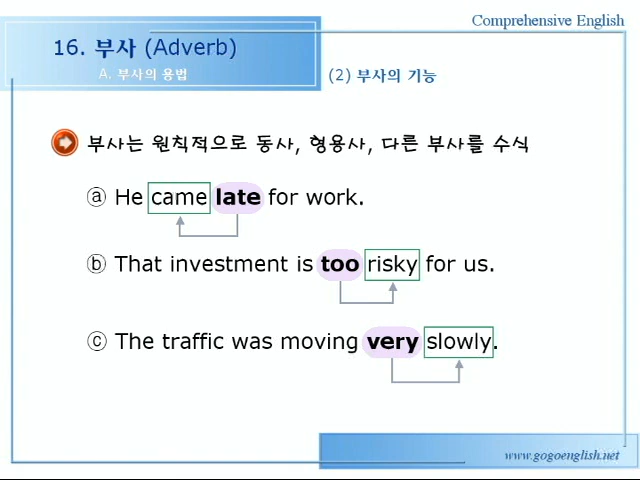 Comprehensive English
16. 부사 (Adverb)
A. 부사의 용법
(2) 부사의 기능
부사는 원칙적으로 동사, 형용사, 다른 부사를 수식
ⓐ He came late for work.
ⓑ That investment is too risky for us.
ⓒ The traffic was moving very slowly.
www.gogoenglish.net